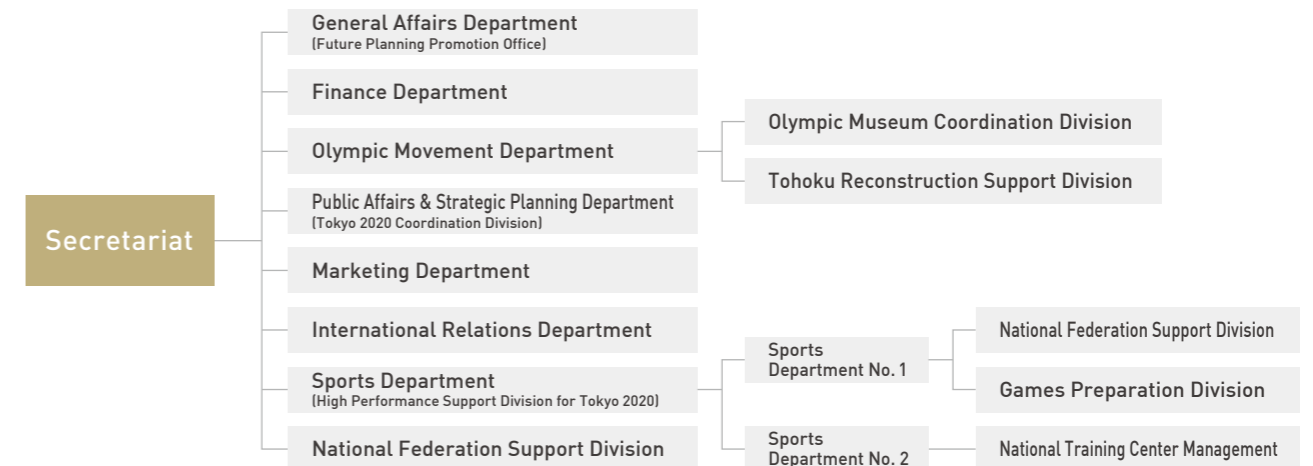 Secretariat
General Affairs Department
(Future Planning Promotion Office)
Finance Department
Olympic Movement Department
Public Affairs & Strategic Planning Department
(Tokyo 2020 Coordination Division)
Marketing Department
International Relations Department
Sports Department
(High Performance Support Division for Tokyo 2020)
National Federation Support Division
Olympic Museum Coordination Division
Tohoku Reconstruction Support Division
Sports
Department No. 1
Sports
Department No. 2
National Federation Support Division
Games Preparation Division
National Training Center Management